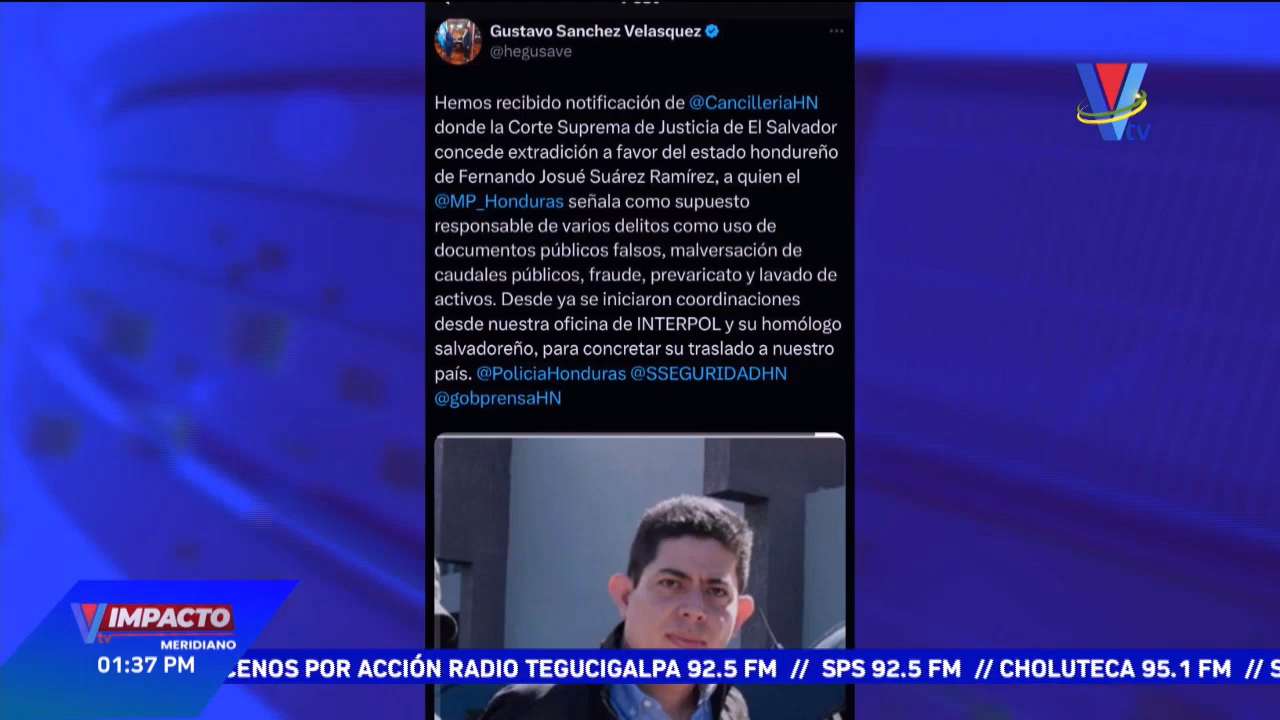 Gustavo Sanchez Velasquez
@hegusave
Hemos recibido notificación de @CancilleriaHN
donde la Corte Suprema de Justicia de El Salvador
concede extradición a favor del estado hondureño
de Fernando Josué Suárez Ramírez, a quien el
@MP_Honduras señala como supuesto
responsable de varios delitos como uso de
documentos públicos falsos, malversación de
caudales públicos, fraude, prevaricato y lavado de
activos. Desde ya se iniciaron coordinaciones
desde nuestra oficina de INTERPOL y su homólogo
salvadoreño, para concretar su traslado a nuestro
país. @PoliciaHonduras @SSEGURIDADHN
@gobprensaHN
Vtv
Vtv IMPACTO
MERIDIANO
01:37 PM
CENOS POR ACCIÓN RADIO TEGUCIGALPA 92.5 FM // SPS 92.5 FM // CHOLUTECA 95.1 FM // S